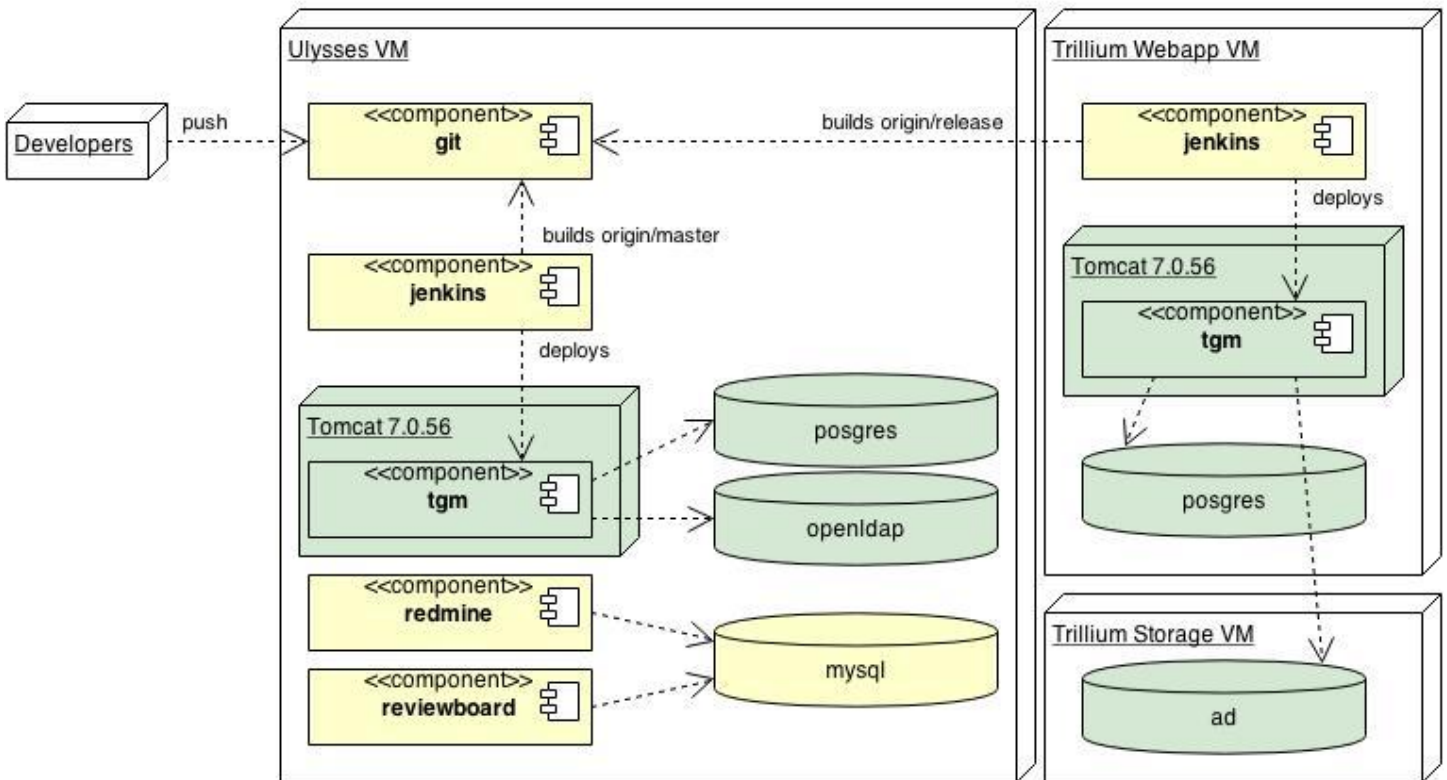 Ulysses VM
Trillium Webapp VM
Developers
push
<<component>>
git
builds origin/release
<<component>>
jenkins
builds origin/master
deploys
<<component>>
jenkins
Tomcat 7.0.56
<<component>>
tgm
deploys
Tomcat 7.0.56
<<component>>
tgm
posgres
openldap
posgres
<<component>>
redmine
<<component>>
reviewboard
mysql
Trillium Storage VM
ad